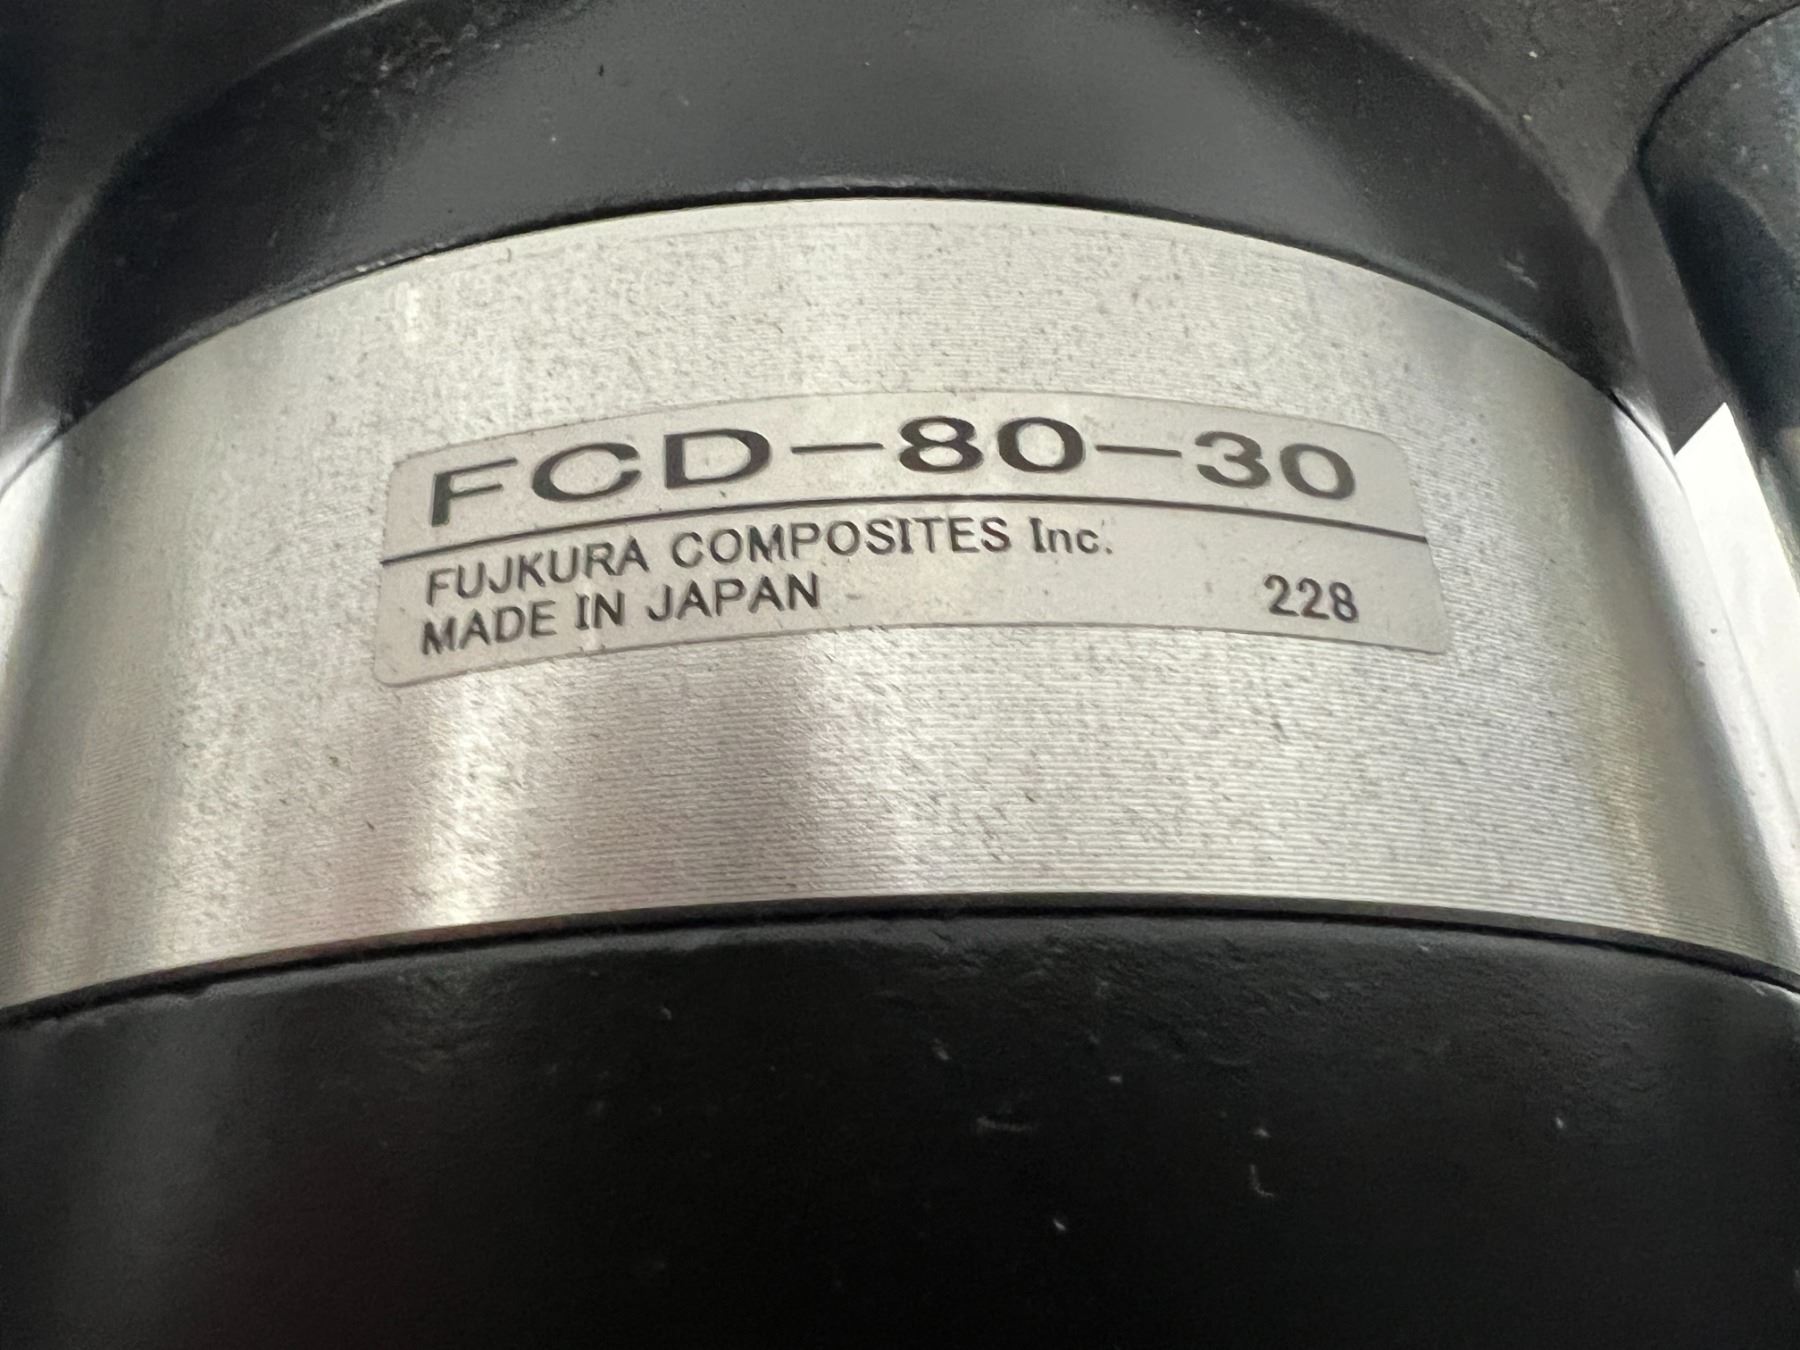 FCD-80-30
FUJKURA COMPOSITES Inc.
MADE IN JAPAN 228